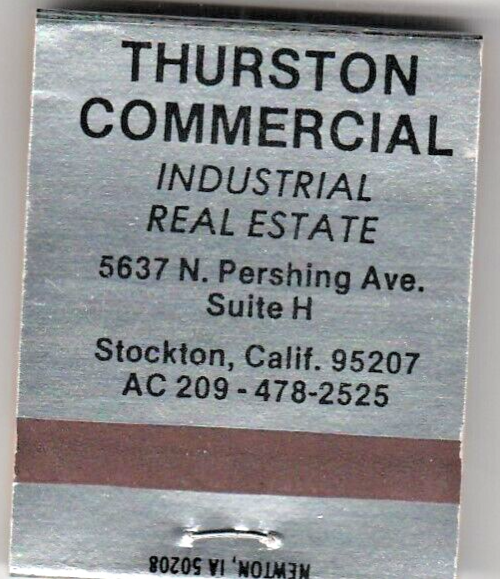 THURSTON
COMMERCIAL
INDUSTRIAL
REAL ESTATE
5637 N. Pershing Ave.
Suite H
Stockton, Calif. 95207
AC 209 - 478-2525
NEWTON, IA 50208